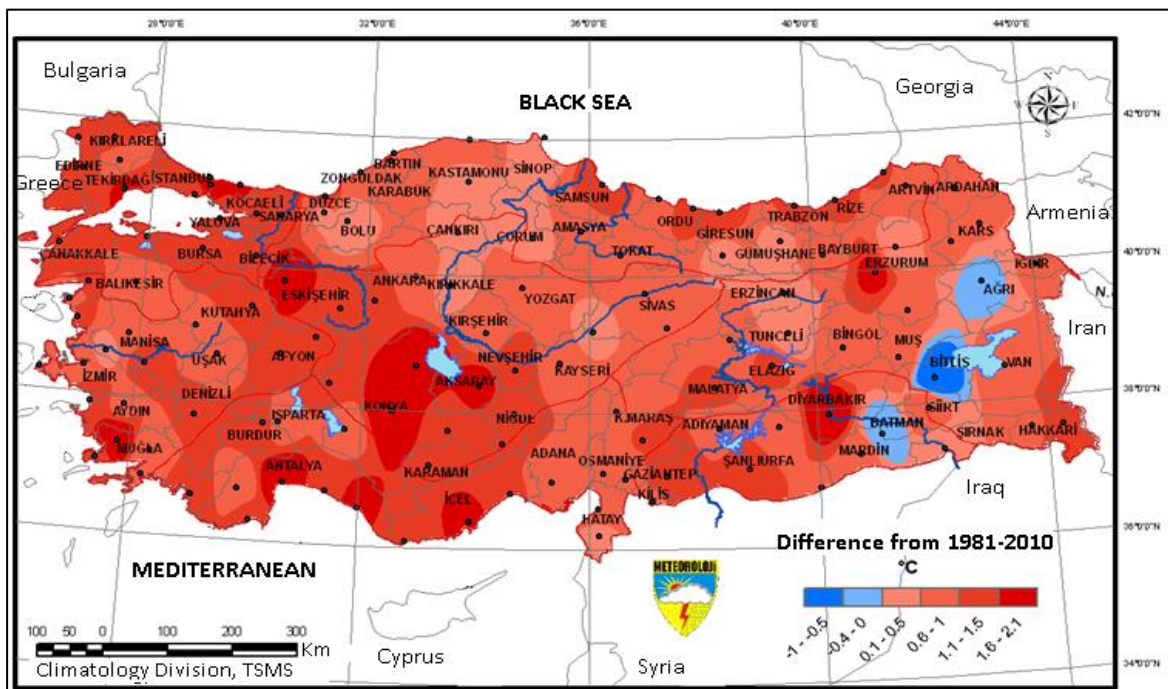 28°0'0"E 32°0'0"E 36°0'0"E 40°0'0"E 44°0'0"E
Bulgaria
Georgia
N
W E
S
BLACK SEA
42°0'0"N
KIRKLARELİ
EDİRNE
Greece
TEKİRDAĞ
İSTANBUL
KOCAELİ
YALOVA
SAKARYA
DÜZCE
BOLU
ZONGULDAK
BARTIN
KARABUK
KASTAMONU
SİNOP
SAMSUN
ORDU
GİRESUN
TRABZON
RİZE
ARTVİN
ARDAHAN
Armenia
KARS
IĞDIR
ÇANAKKALE
BURSA
BİLECİK
ESKİŞEHİR
ANKARA
ÇANKIRI
ÇORUM
AMASYA
TOKAT
GÜMÜŞHANE
BAYBURT
ERZURUM
40°0'0"N
BALIKESİR
KUTAHYA
KIRIKKALE
YOZGAT
SİVAS
ERZİNCAN
AĞRI
N.
Iran
MANİSA
UŞAK
AFYON
KIRŞEHİR
NEVŞEHİR
KAYSERİ
TUNCELİ
BİNGÖL
MUŞ
BİTLİS
VAN
İZMİR
AYDIN
DENİZLİ
ISPARTA
BURDUR
KONYA
AKSARAY
NİĞDE
MALATYA
ELAZIĞ
DİYARBAKIR
BATMAN
SİİRT
38°0'0"N
MUĞLA
ANTALYA
KARAMAN
İÇEL
ADANA
K.MARAŞ
OSMANİYE
GAZİANTEP
KİLİS
ADIYAMAN
ŞANLIURFA
MARDİN
ŞIRNAK
HAKKARİ
HATAY
Iraq
36°0'0"N
MEDITERRANEAN
METEOROLOJİ
Difference from 1981-2010
°C
-1 - -0.5
-0.4 - 0
0.1 - 0.5
0.6 - 1
1.1 - 1.5
1.6 - 2.1
100 50 0 100 200 300
Km
Climatology Division, TSMS
Cyprus
Syria
34°0'0"N